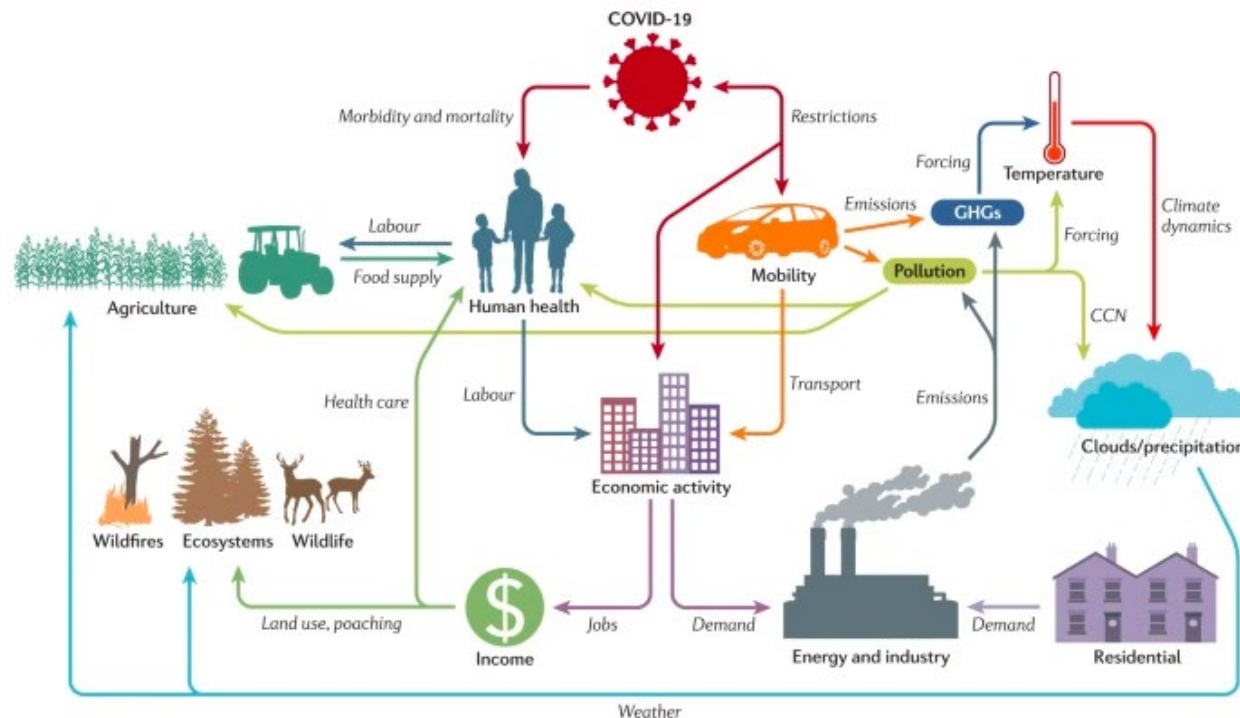 COVID-19
Morbidity and mortality
Restrictions
Forcing
Temperature
Emissions
GHGs
Climate
dynamics
Labour
Forcing
Food supply
Mobility
Pollution
Agriculture
Human health
CCN
Health care
Labour
Transport
Emissions
Clouds/precipitation
Economic activity
Wildfires
Ecosystems
Wildlife
Land use, poaching
Jobs
Demand
Demand
Income
Energy and industry
Residential
Weather